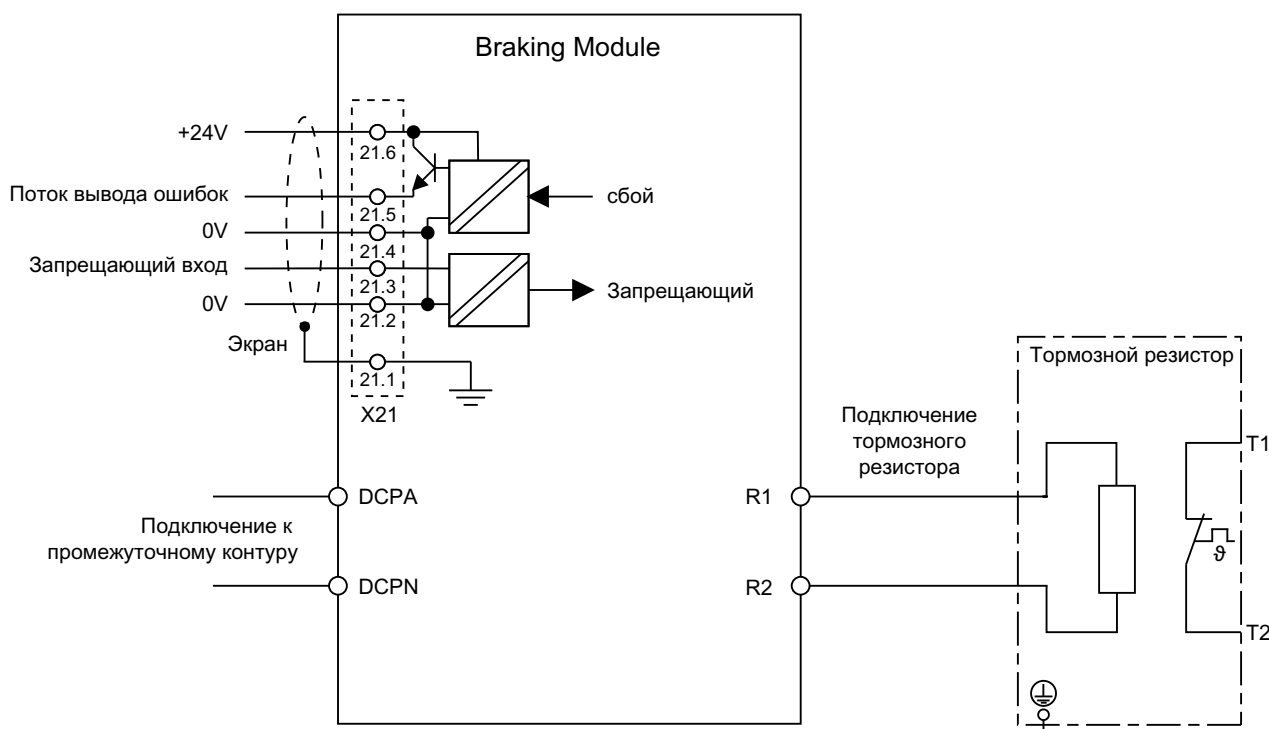 Braking Module
+24V
21.6
Поток вывода ошибок
21.5
сбой
0V
21.4
Запрещающий вход
21.3
Запрещающий
0V
21.2
Экран
21.1
X21
Тормозной резистор
Подключение
тормозного
резистора
T1
DCPA
R1
Подключение к
промежуточному контуру
ϑ
DCPN
R2
T2